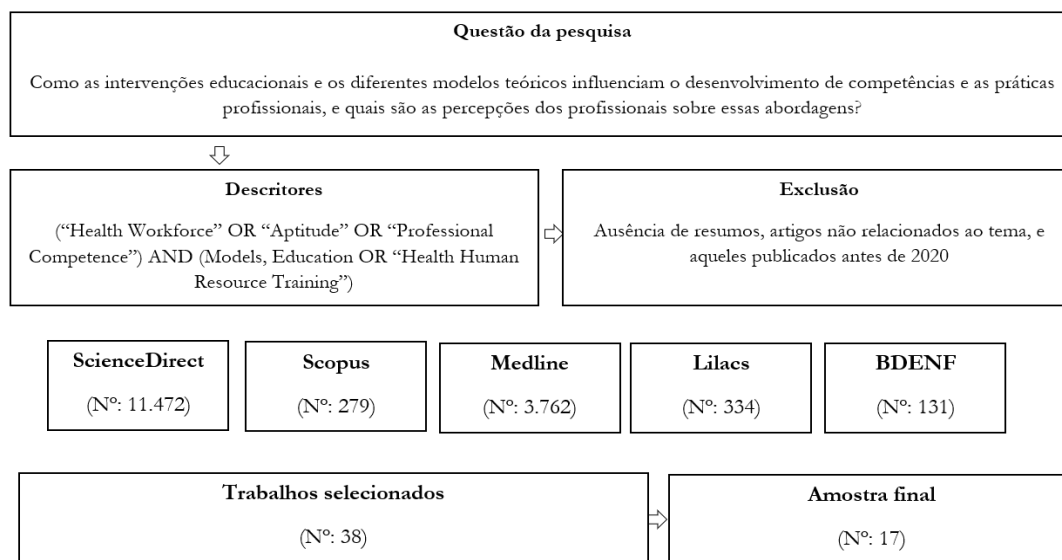 Questão da pesquisa
Como as intervenções educacionais e os diferentes modelos teóricos influenciam o desenvolvimento de competências e as práticas
profissionais, e quais são as percepções dos profissionais sobre essas abordagens?
Descritores
(“Health Workforce” OR “Aptitude” OR “Professional
Competence”) AND (Models, Education OR “Health Human
Resource Training”)
Exclusão
Ausência de resumos, artigos não relacionados ao tema, e
aqueles publicados antes de 2020
ScienceDirect
(Nº: 11.472)
Scopus
(Nº: 279)
Medline
(Nº: 3.762)
Lilacs
(Nº: 334)
BDENF
(Nº: 131)
Trabalhos selecionados
(Nº: 38)
Amostra final
(Nº: 17)